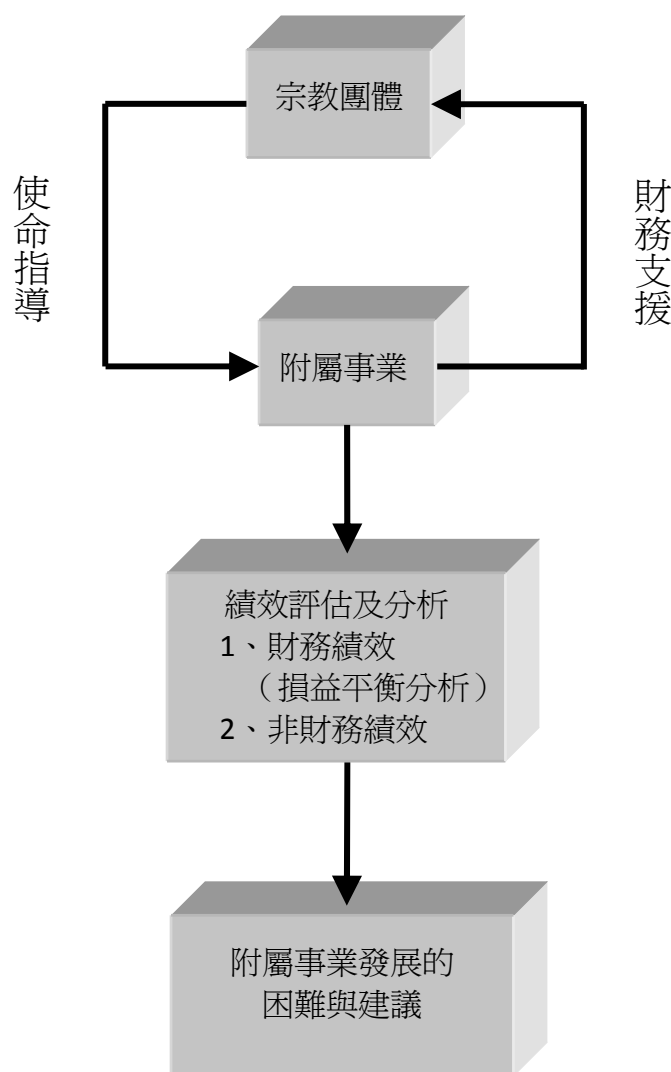 宗教團體
使命指導
財務支援
附屬事業
績效評估及分析
1、財務績效
（損益平衡分析）
2、非財務績效
附屬事業發展的
困難與建議